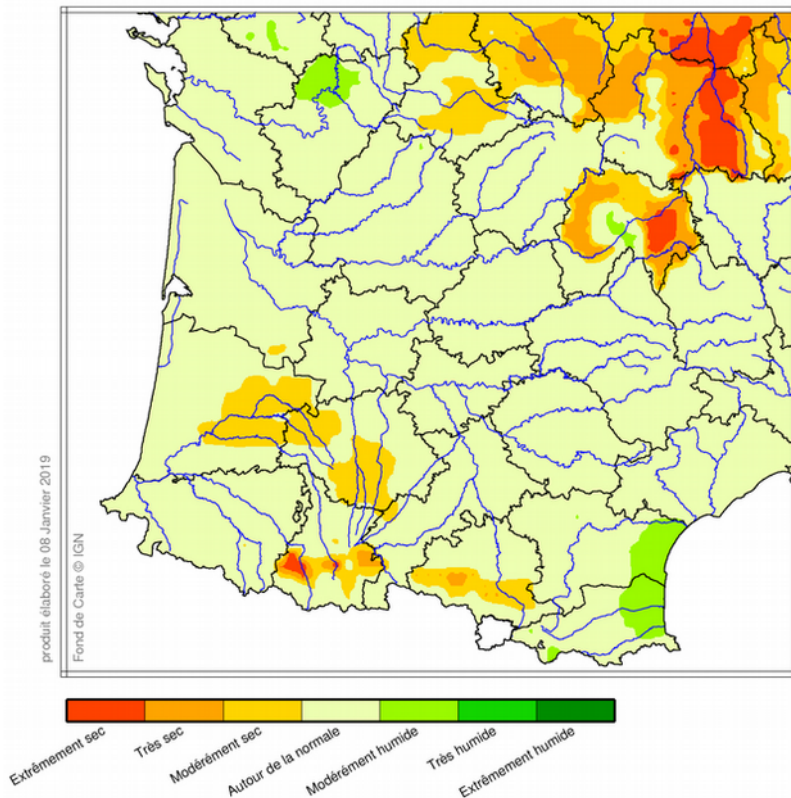 produit élaboré le 08 Janvier 2019
Fond de Carte © IGN
Extrêmement sec
Très sec
Modérément sec
Autour de la normale
Modérément humide
Très humide
Extrêmement humide